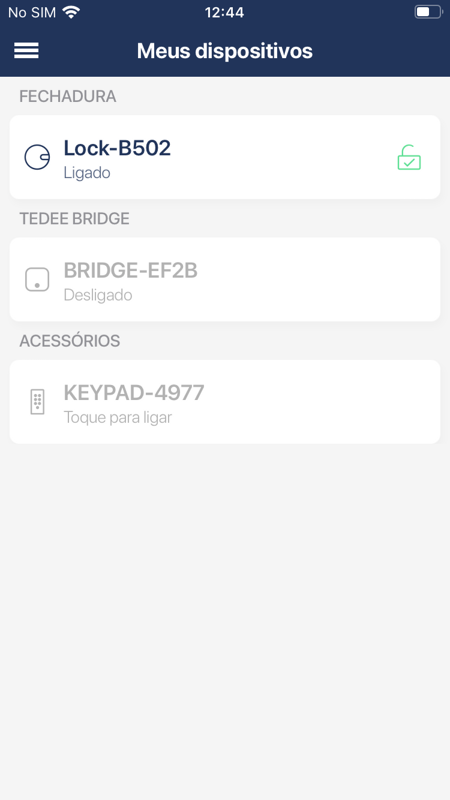 No SIM 12:44
Meus dispositivos
FECHADURA
Lock-B502
Ligado
TEDEE BRIDGE
BRIDGE-EF2B
Desligado
ACESSÓRIOS
KEYPAD-4977
Toque para ligar